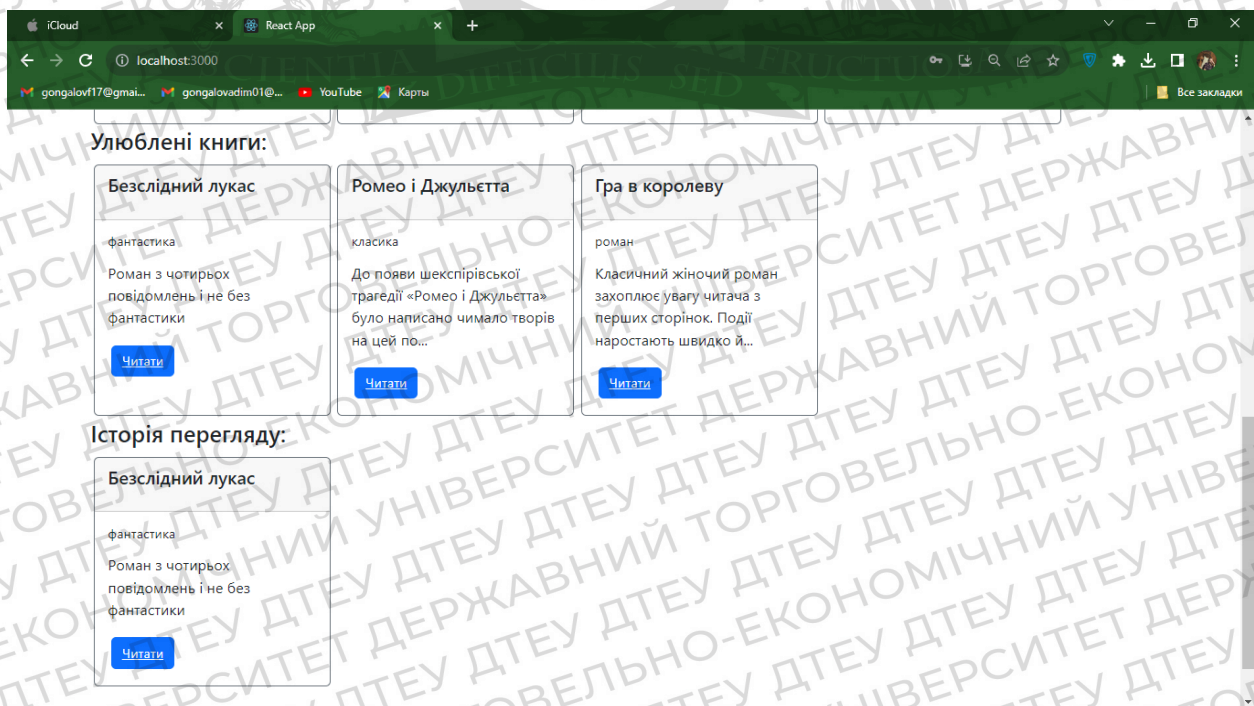 iCloud
React App
localhost:3000
gongalovf17@gmai...
gongalovadim01@...
YouTube
Карты
Все закладки
Улюблені книги:
Безслідний лукас
фантастика
Роман з чотирьох
повідомлень і не без
фантастики
Читати
Ромео і Джульєтта
класика
До появи шекспірівської
трагедії «Ромео і Джульєтта»
було написано чимало творів
на цей по...
Читати
Гра в королеву
роман
Класичний жіночий роман
захоплює увагу читача з
перших сторінок. Події
наростають швидко й...
Читати
Історія перегляду:
Безслідний лукас
фантастика
Роман з чотирьох
повідомлень і не без
фантастики
Читати